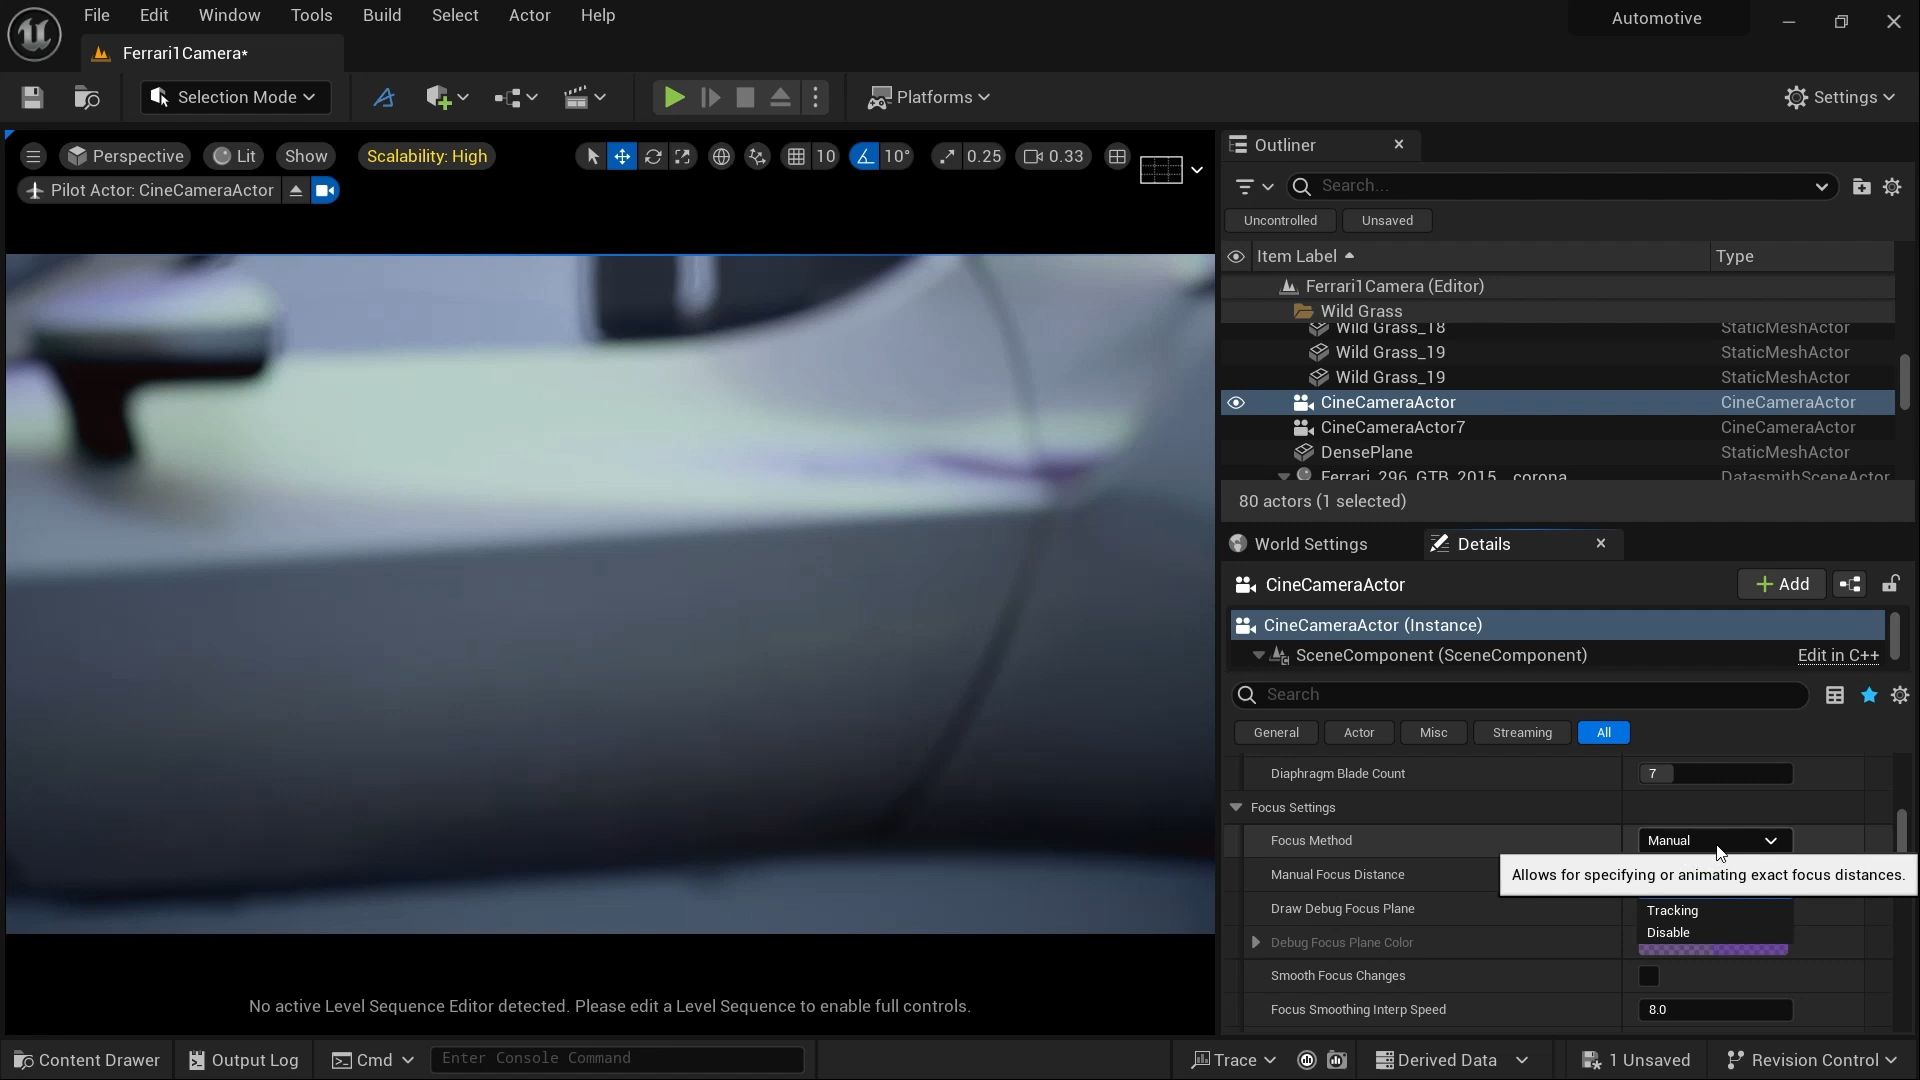 File Edit Window Tools Build Select Actor Help
Automotive
Ferrari1Camera*
Selection Mode
Platforms
Settings
Perspective Lit Show Scalability: High 10 10° 0.25 0.33
Pilot Actor: CineCameraActor
Outliner
Search...
Uncontrolled Unsaved
Item Label Type
Ferrari1Camera (Editor)
Wild Grass
Wild Grass_18 StaticMeshActor
Wild Grass_19 StaticMeshActor
Wild Grass_19 StaticMeshActor
CineCameraActor CineCameraActor
CineCameraActor7 CineCameraActor
DensePlane StaticMeshActor
Ferrari_296_GTB_2015__corona DatasmithSceneActor
80 actors (1 selected)
World Settings Details
CineCameraActor Add
CineCameraActor (Instance)
SceneComponent (SceneComponent) Edit in C++
Search
General Actor Misc Streaming All
Diaphragm Blade Count 7
Focus Settings
Focus Method Manual
Manual Focus Distance
Allows for specifying or animating exact focus distances.
Draw Debug Focus Plane
Tracking
Disable
Debug Focus Plane Color
Smooth Focus Changes
Focus Smoothing Interp Speed 8.0
No active Level Sequence Editor detected. Please edit a Level Sequence to enable full controls.
Content Drawer Output Log Cmd Enter Console Command Trace Derived Data 1 Unsaved Revision Control